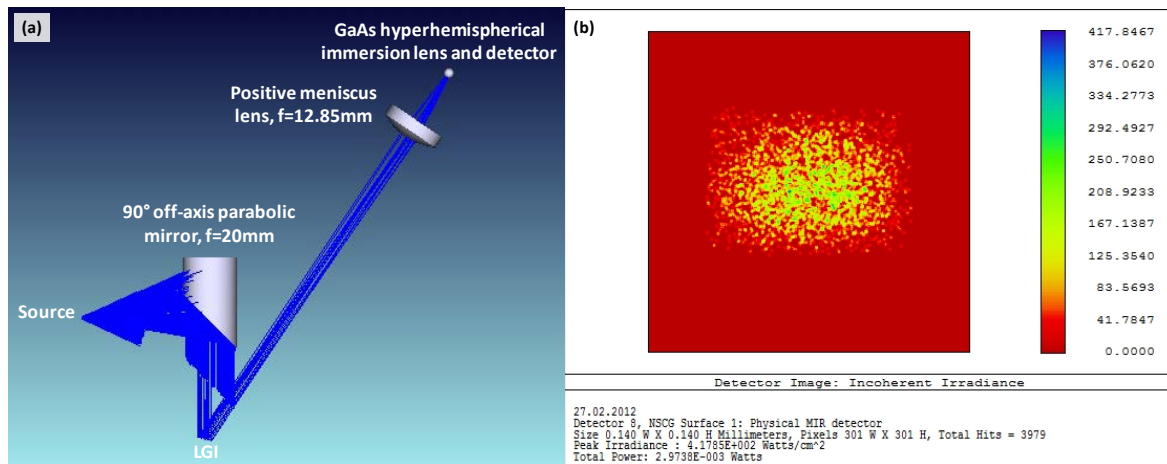 (a)
GaAs hyperhemispherical
immersion lens and detector
Positive meniscus
lens, f=12.85mm
90° off-axis parabolic
mirror, f=20mm
Source
LGI
(b)
417.8467
376.0620
334.2773
292.4927
250.7080
208.9233
167.1387
125.3540
83.5693
41.7847
0.0000
Detector Image: Incoherent Irradiance
27.02.2012
Detector 8, NSCG Surface 1: Physical MIR detector
Size 0.140 W X 0.140 H Millimeters, Pixels 301 W X 301 H, Total Hits = 3979
Peak Irradiance : 4.1785E+002 Watts/cm^2
Total Power: 2.9738E-003 Watts